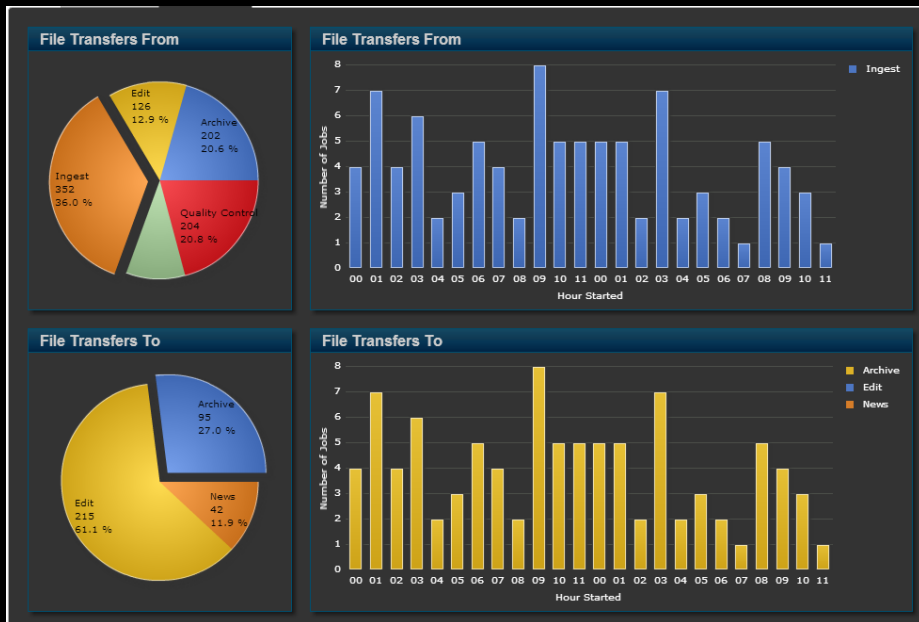 File Transfers From
Edit
126
12.9 %
Archive
202
20.6 %
Ingest
352
36.0 %
Quality Control
204
20.8 %
File Transfers From
8
7
6
5
4
3
2
1
0
Number of Jobs
00 01 02 03 04 05 06 07 08 09 10 11 00 01 02 03 04 05 06 07 08 09 10 11
Hour Started
Ingest
File Transfers To
Archive
95
27.0 %
News
42
11.9 %
Edit
215
61.1 %
File Transfers To
8
7
6
5
4
3
2
1
0
Number of Jobs
00 01 02 03 04 05 06 07 08 09 10 11 00 01 02 03 04 05 06 07 08 09 10 11
Hour Started
Archive
Edit
News